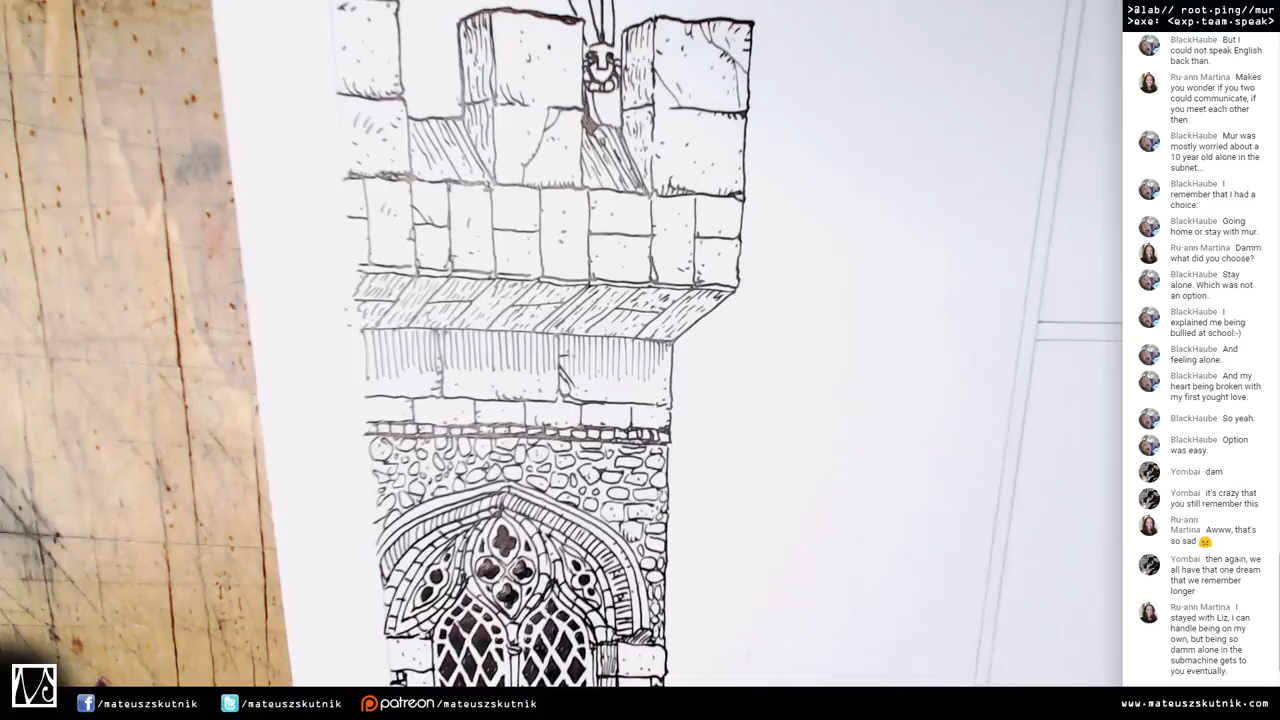 >@lab// root.ping//mur
>exe: <exp.team.speak>
BlackHaube But I
could not speak English
back than.
Ru-ann Martina Makes
you wonder if you two
could communicate, if
you meet each other
then.
BlackHaube Mur was
mostly worried about a
10 year old alone in the
subnet...
BlackHaube I
remember that I had a
choice:
BlackHaube Going
home or stay with mur.
Ru-ann Martina Damm
what did you choose?
BlackHaube Stay
alone. Which was not
an option.
BlackHaube I
explained me being
bullied at school:-)
BlackHaube And
feeling alone.
BlackHaube And my
heart being broken with
my first yought love.
BlackHaube So yeah.
BlackHaube Option
was easy.
Yombai dam
Yombai it's crazy that
you still remember this
Ru-ann
Martina Awww, that's
so sad
Yombai then again, we
all have that one dream
that we remember
longer
Ru-ann Martina I
stayed with Liz, i can
handle being on my
own, but being so
damm alone in the
submachine gets to
you eventually.
/mateuszskutnik
/mateuszskutnik
patreon/mateuszskutnik
www.mateuszskutnik.com